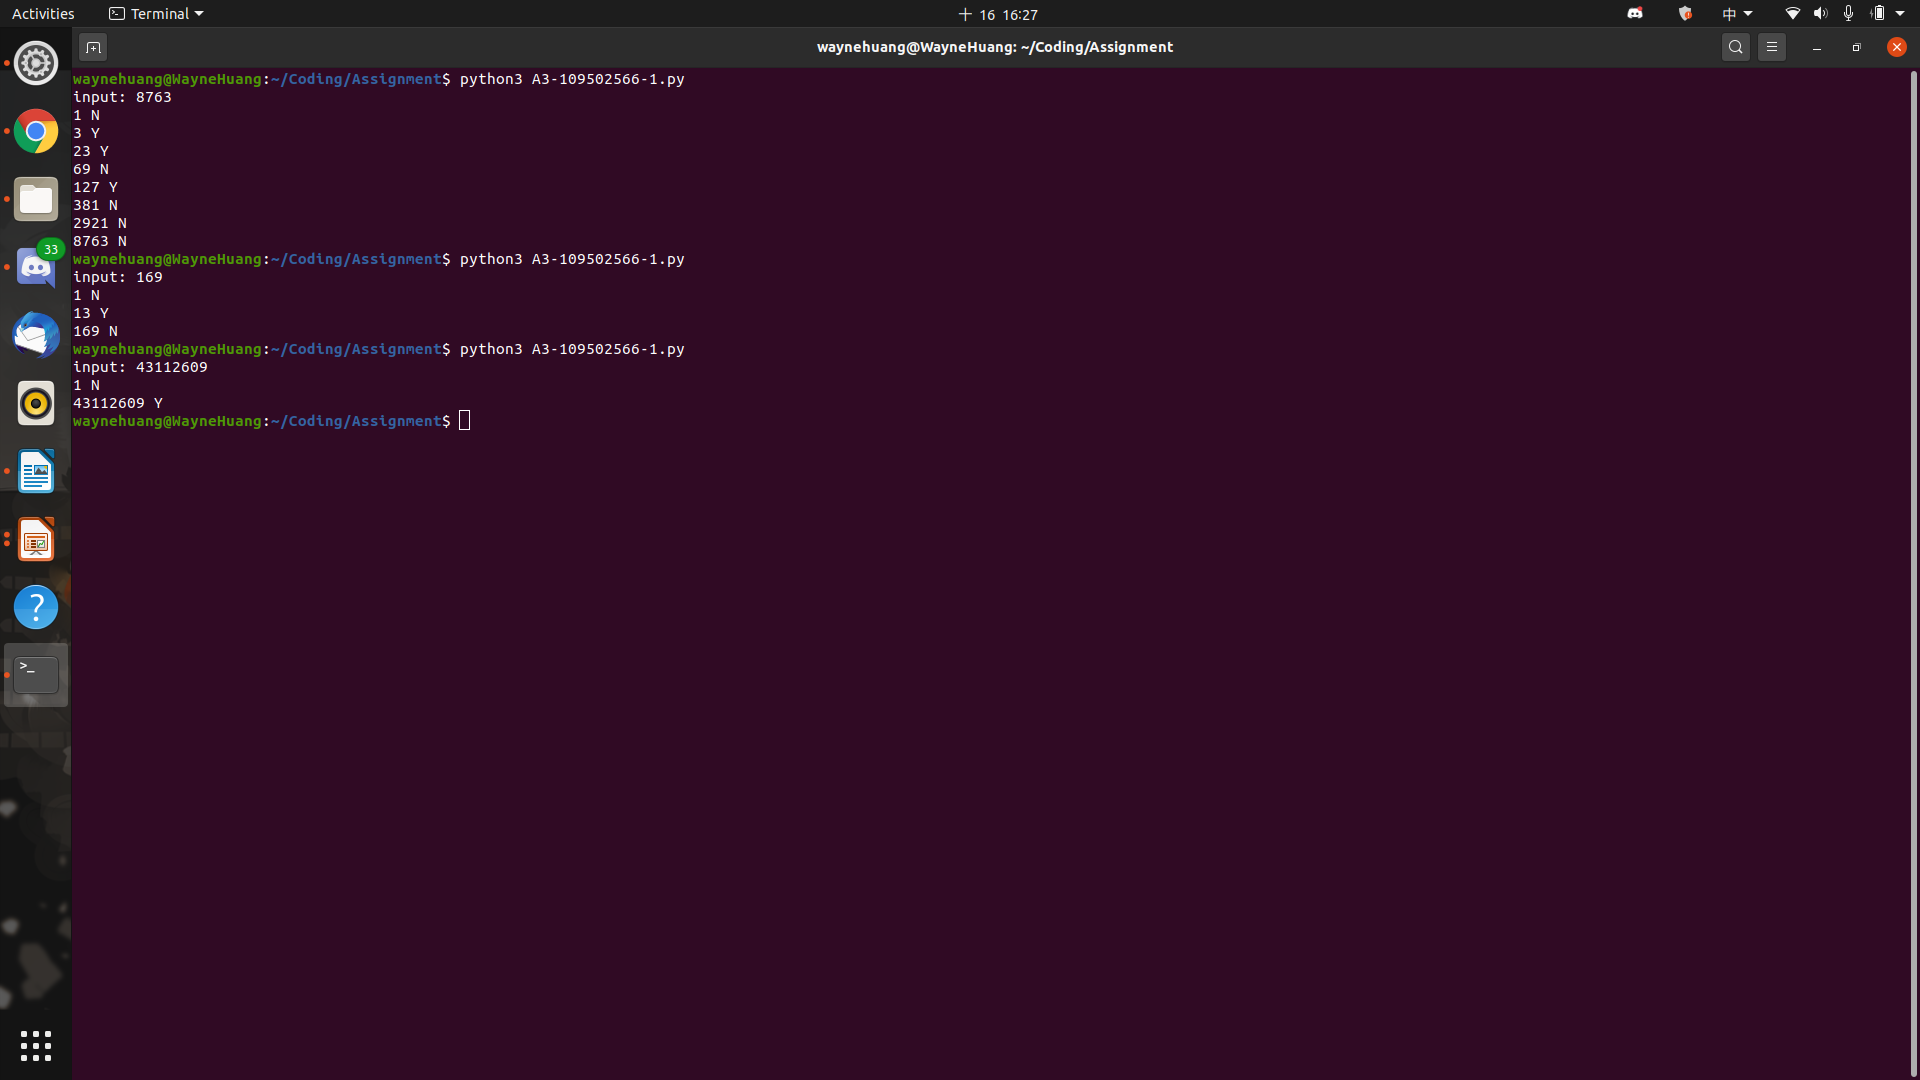 Activities
Terminal
十 16 16:27
中
waynehuang@WayneHuang: ~/Coding/Assignment
waynehuang@WayneHuang:~/Coding/Assignment$ python3 A3-109502566-1.py
input: 8763
1 N
3 Y
23 Y
69 N
127 Y
381 N
2921 N
8763 N
waynehuang@WayneHuang:~/Coding/Assignment$ python3 A3-109502566-1.py
input: 169
1 N
13 Y
169 N
waynehuang@WayneHuang:~/Coding/Assignment$ python3 A3-109502566-1.py
input: 43112609
1 N
43112609 Y
waynehuang@WayneHuang:~/Coding/Assignment$
33
?
>_